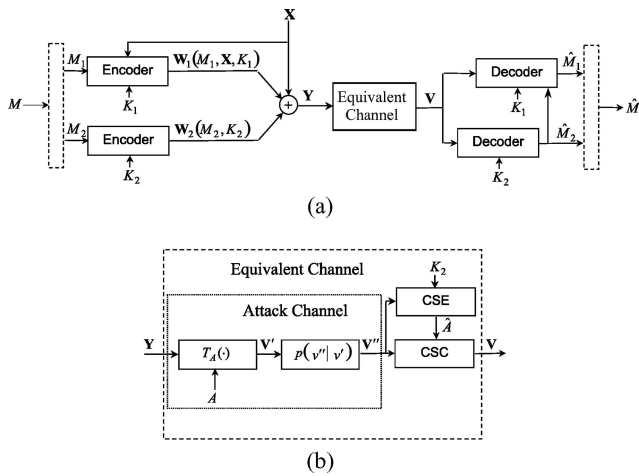 X
M₁
Encoder
W₁(M₁, X, K₁)
K₁
M
+
Y
Equivalent
Channel
V
Decoder
K₁
M̂₁
M̂
M₂
Encoder
W₂(M₂, K₂)
K₂
Decoder
K₂
M̂₂
(a)
Equivalent Channel
K₂
Attack Channel
CSE
Â
Y
T_A(·)
V′
p(v″| v′)
V″
CSC
V
A
(b)